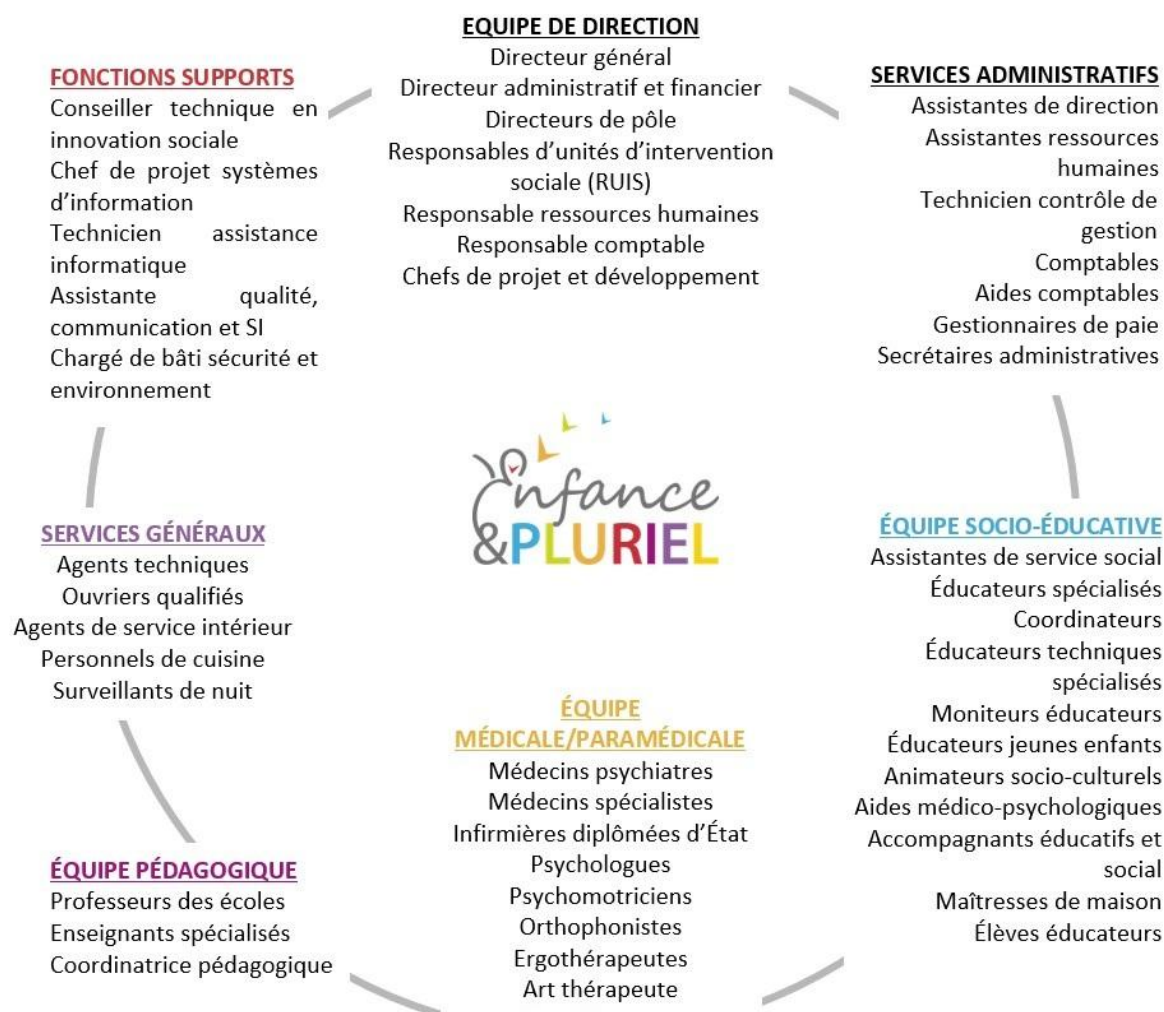 EQUIPE DE DIRECTION
Directeur général
Directeur administratif et financier
Directeurs de pôle
Responsables d’unités d’intervention
sociale (RUIS)
Responsable ressources humaines
Responsable comptable
Chefs de projet et développement
FONCTIONS SUPPORTS
Conseiller technique en
innovation sociale
Chef de projet systèmes
d’information
Technicien assistance
informatique
Assistante qualité,
communication et SI
Chargé de bâti sécurité et
environnement
SERVICES ADMINISTRATIFS
Assistantes de direction
Assistantes ressources
humaines
Technicien contrôle de
gestion
Comptables
Aides comptables
Gestionnaires de paie
Secrétaires administratives
Enfance
&PLURIEL
SERVICES GÉNÉRAUX
Agents techniques
Ouvriers qualifiés
Agents de service intérieur
Personnels de cuisine
Surveillants de nuit
ÉQUIPE SOCIO-ÉDUCATIVE
Assistantes de service social
Éducateurs spécialisés
Coordinateurs
Éducateurs techniques
spécialisés
Moniteurs éducateurs
Éducateurs jeunes enfants
Animateurs socio-culturels
Aides médico-psychologiques
Accompagnants éducatifs et
social
Maîtresses de maison
Élèves éducateurs
ÉQUIPE
MÉDICALE/PARAMÉDICALE
Médecins psychiatres
Médecins spécialistes
Infirmières diplômées d’État
Psychologues
Psychomotriciens
Orthophonistes
Ergothérapeutes
Art thérapeute
ÉQUIPE PÉDAGOGIQUE
Professeurs des écoles
Enseignants spécialisés
Coordinatrice pédagogique